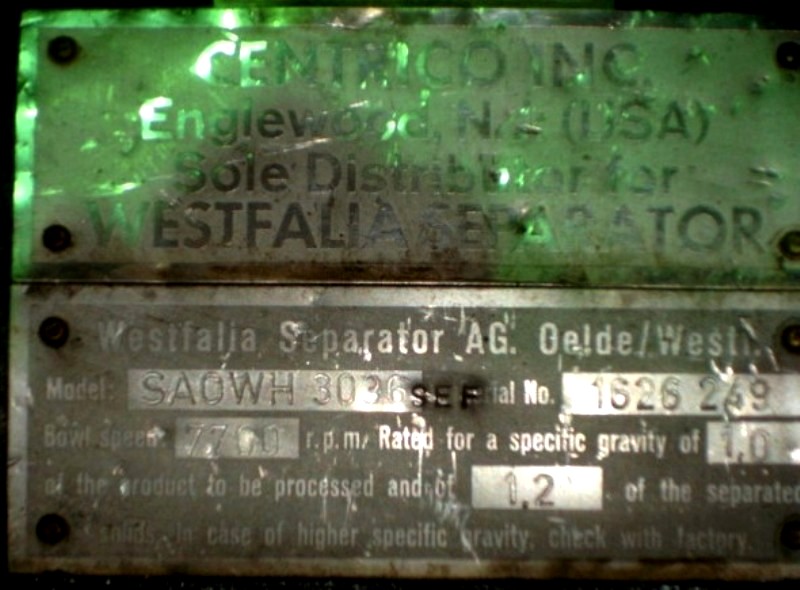 CENTRICO INC.
Englewood, N.J. (USA)
Sole Distributor for
WESTFALIA SEPARATOR
Westfalia Separator AG. Oelde/Westf.
Model: SAOWH 3036 SEP Serial No. 1626 249
Bowl speed: 7700 r.p.m. Rated for a specific gravity of 1.0
of the product to be processed and of 1.2 of the separated
solids. In case of higher specific gravity, check with factory.